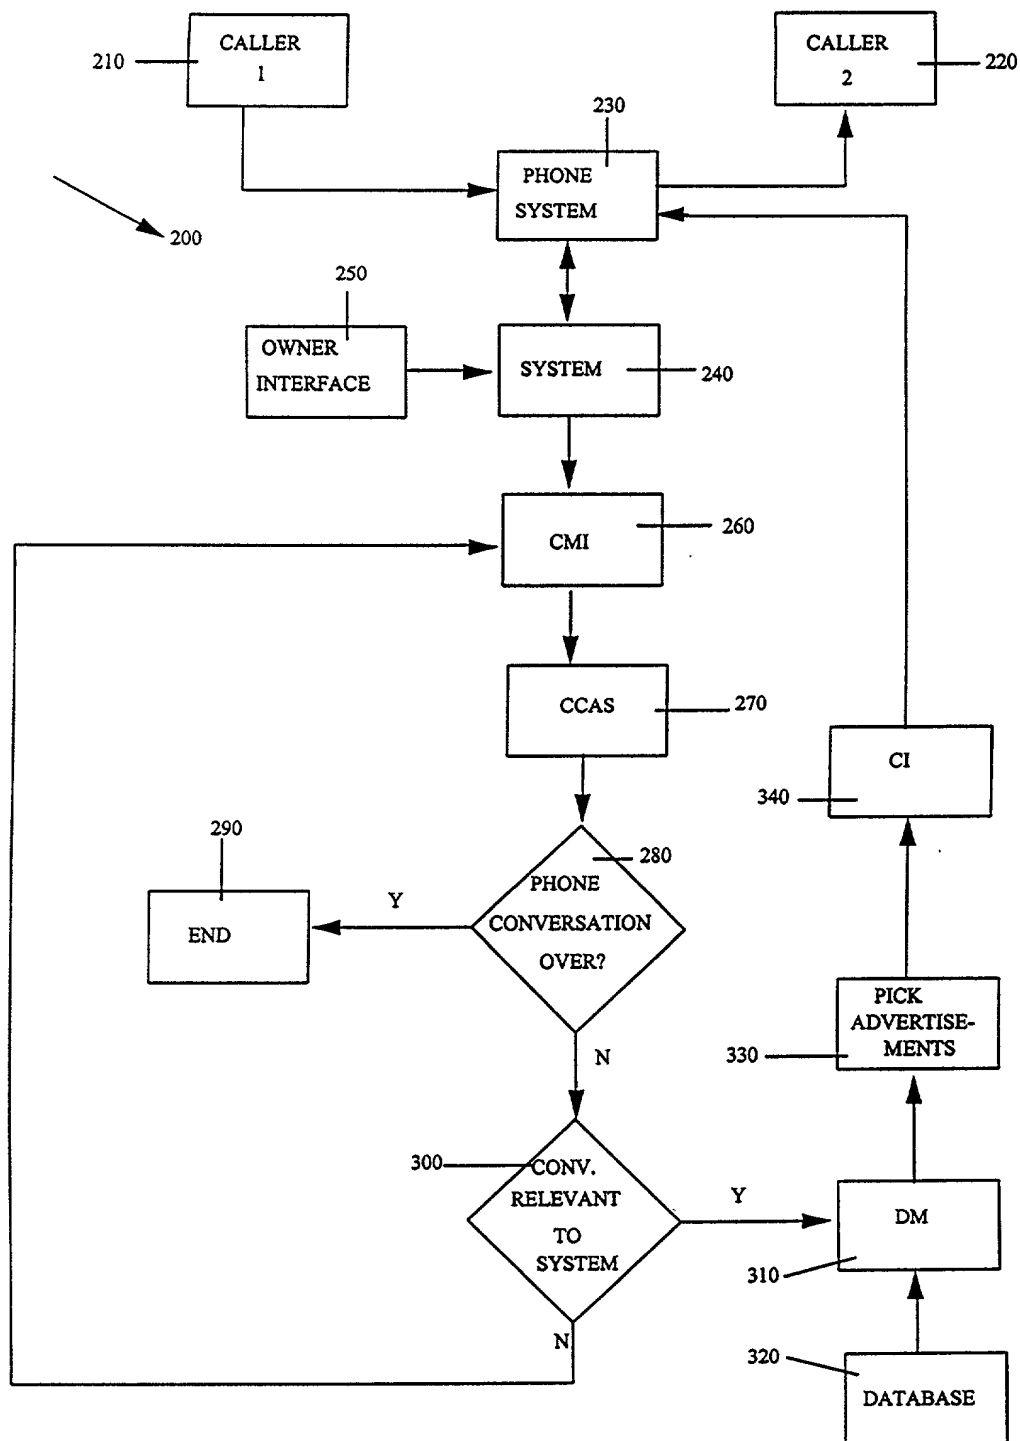 CALLER
1
210
CALLER
2
220
230
PHONE
SYSTEM
200
250
OWNER
INTERFACE
SYSTEM
240
CMI
260
CCAS
270
CI
340
290
END
Y
280
PHONE
CONVERSATION
OVER?
N
PICK
ADVERTISE-
MENTS
330
300
CONV.
RELEVANT
TO
SYSTEM
Y
DM
310
N
320
DATABASE